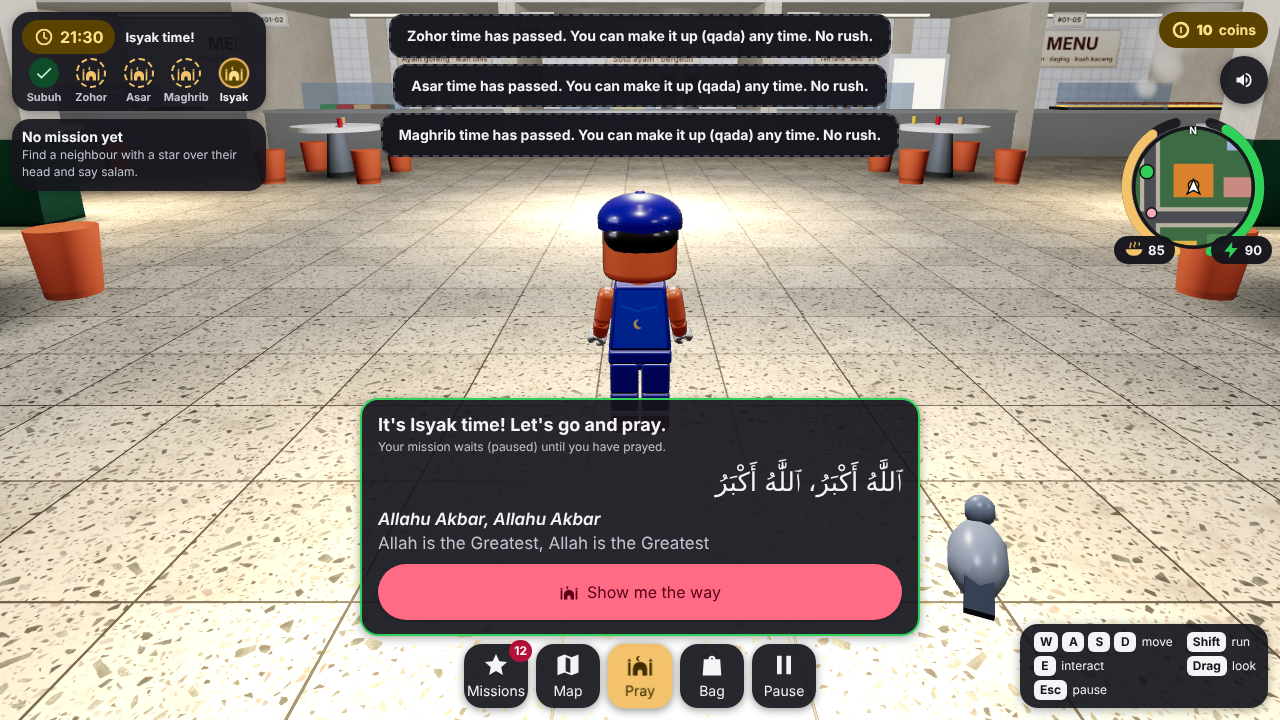 21:30 Isyak time!
Subuh Zohor Asar Maghrib Isyak
No mission yet
Find a neighbour with a star over their
head and say salam.
Zohor time has passed. You can make it up (qada) any time. No rush.
Asar time has passed. You can make it up (qada) any time. No rush.
Maghrib time has passed. You can make it up (qada) any time. No rush.
#01-05
MENU
10 coins
N
85
90
It's Isyak time! Let's go and pray.
Your mission waits (paused) until you have prayed.
ٱللَّهُ أَكْبَرُ، ٱللَّهُ أَكْبَرُ
Allahu Akbar, Allahu Akbar
Allah is the Greatest, Allah is the Greatest
Show me the way
12
Missions Map Pray Bag Pause
W A S D move Shift run
E interact Drag look
Esc pause